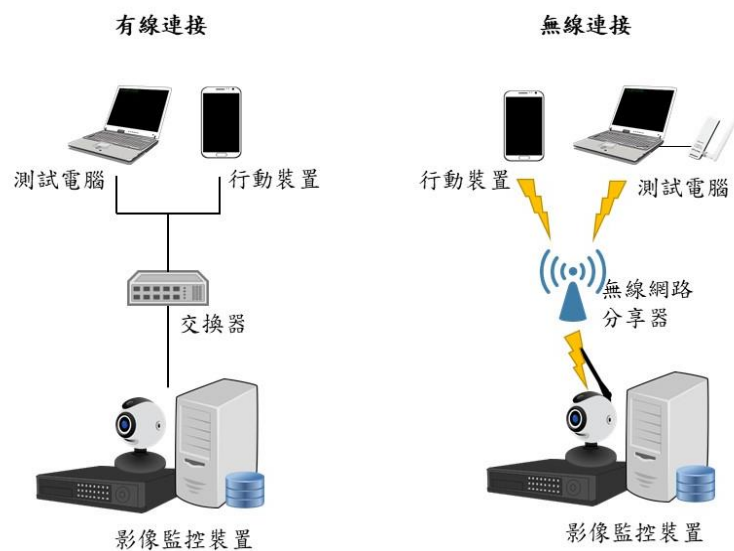 有線連接
無線連接
測試電腦
行動裝置
交換器
影像監控裝置
行動裝置
測試電腦
無線網路
分享器
影像監控裝置